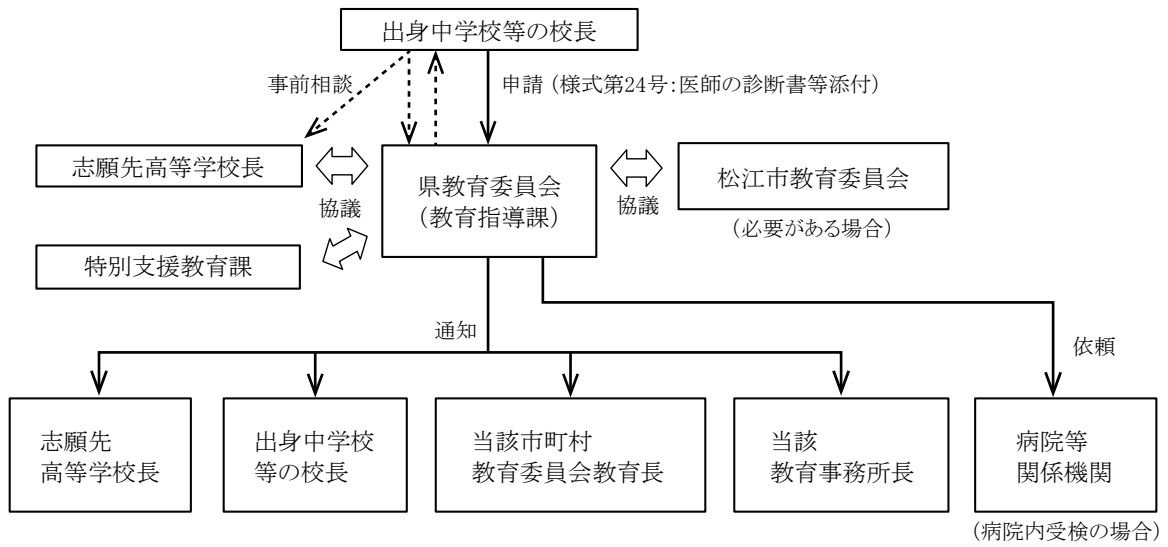 出身中学校等の校長
事前相談
申請（様式第24号：医師の診断書等添付）
志願先高等学校長
協議
県教育委員会
（教育指導課）
協議
松江市教育委員会
（必要がある場合）
特別支援教育課
通知
依頼
志願先
高等学校長
出身中学校
等の校長
当該市町村
教育委員会教育長
当該
教育事務所長
病院等
関係機関
（病院内受検の場合）